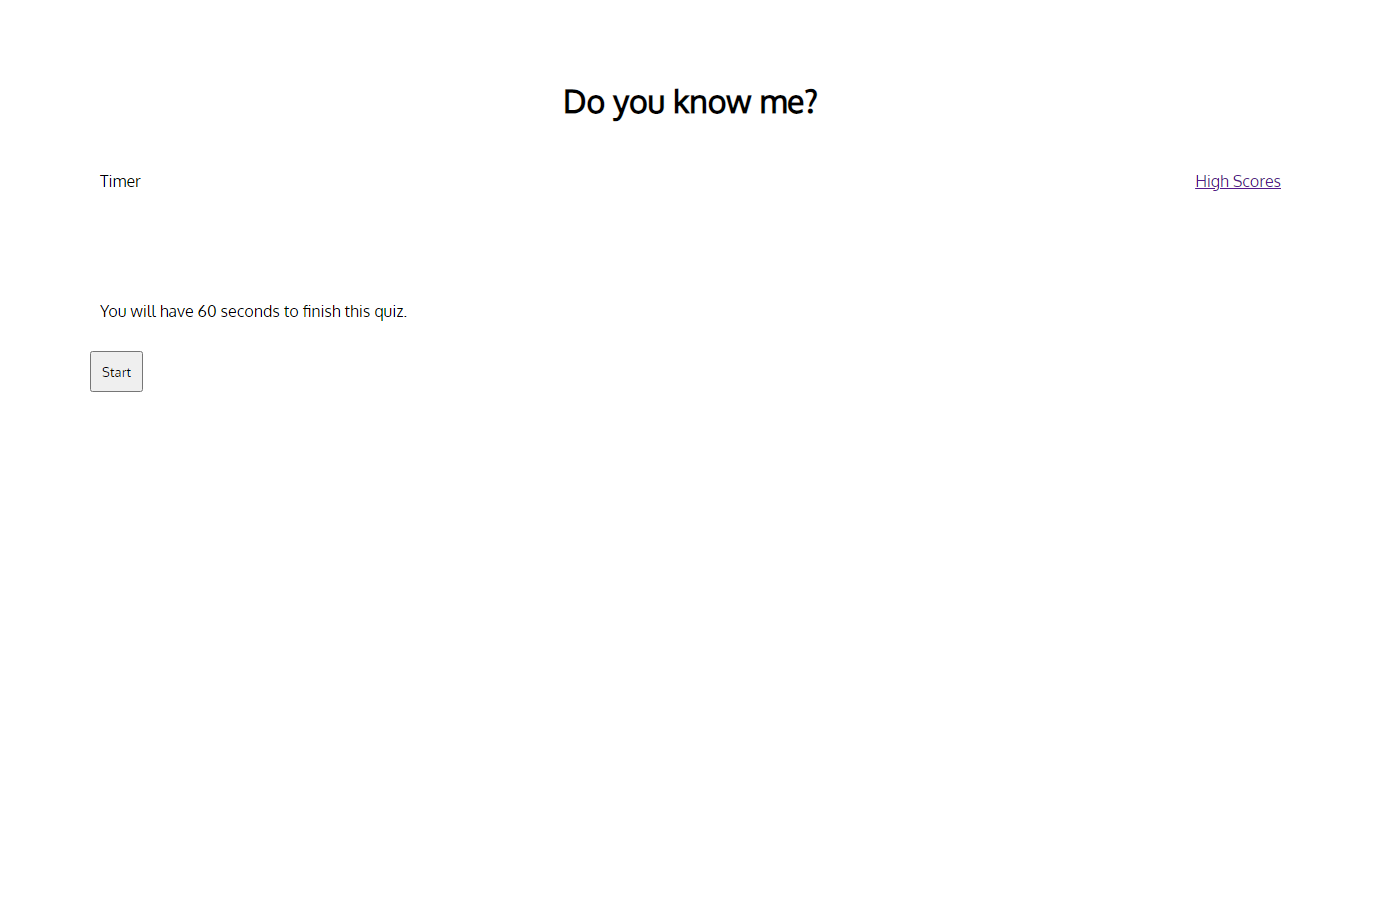 Do you know me?
Timer
High Scores
You will have 60 seconds to finish this quiz.
Start